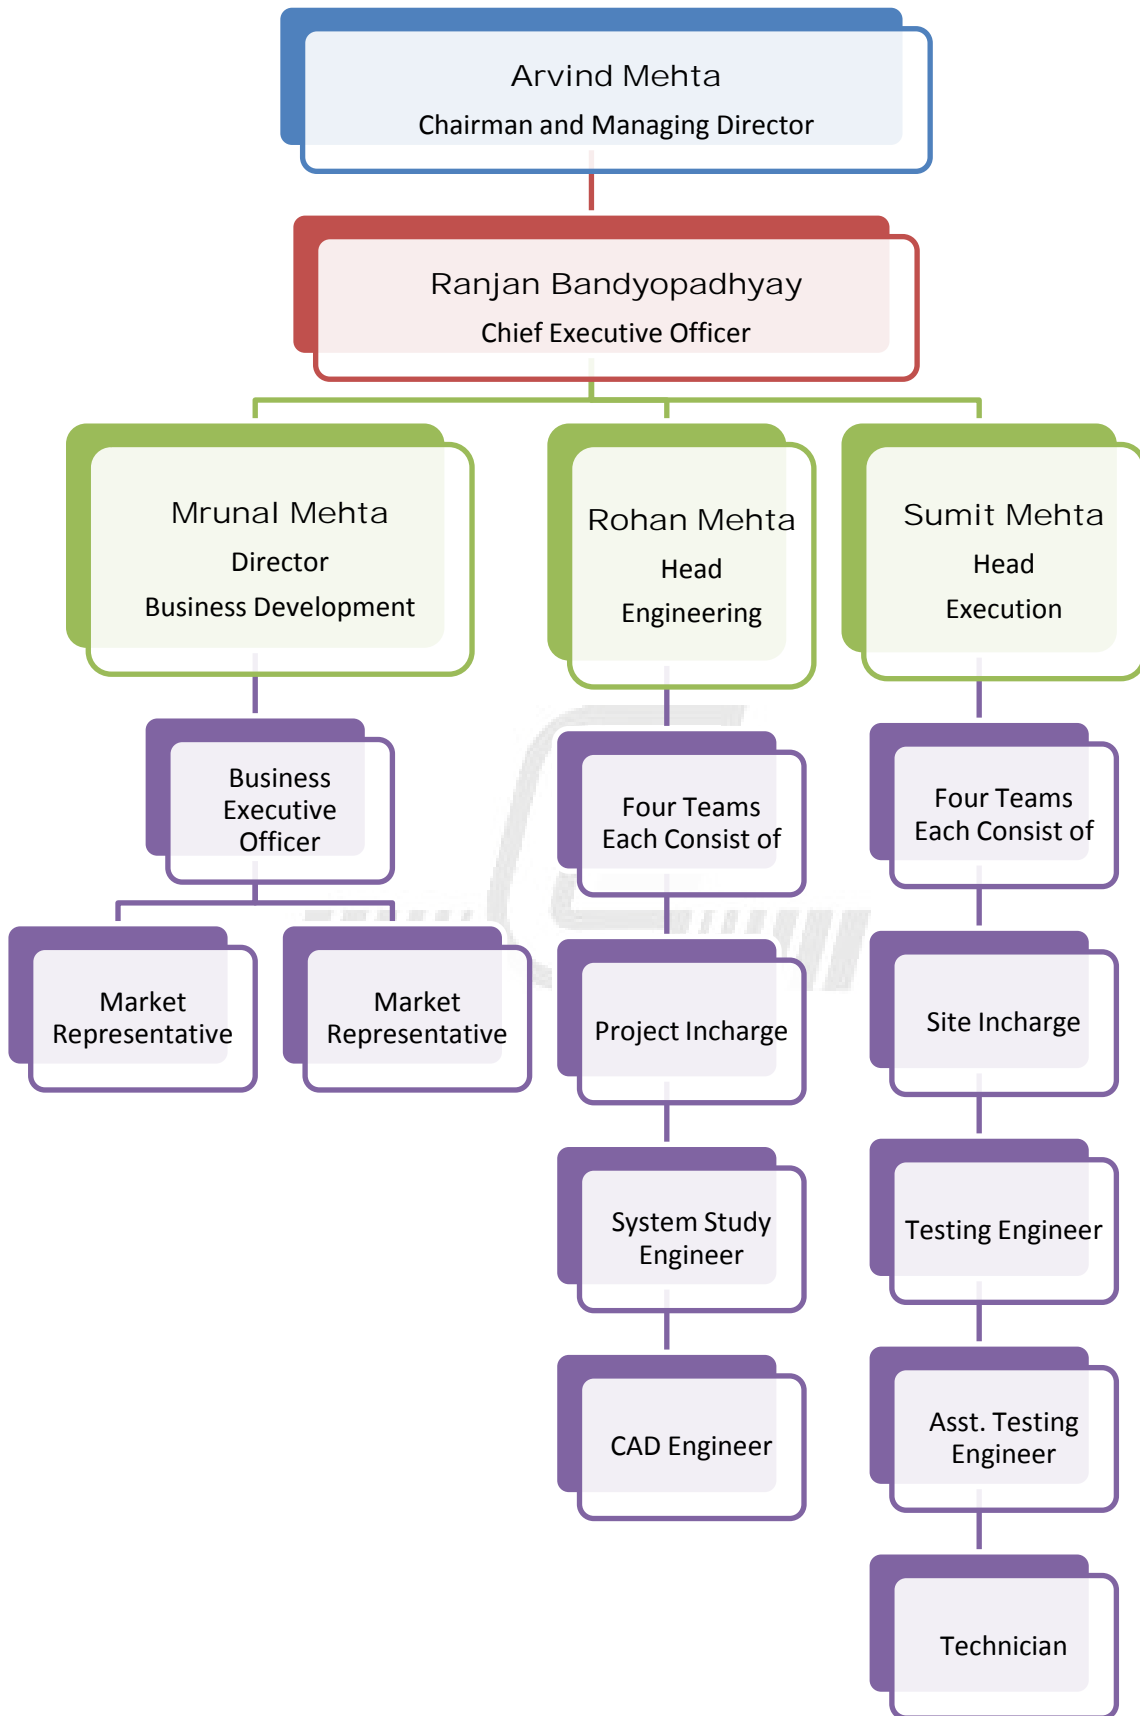 Arvind Mehta
Chairman and Managing Director
Ranjan Bandyopadhyay
Chief Executive Officer
Mrunal Mehta
Director
Business Development
Rohan Mehta
Head
Engineering
Sumit Mehta
Head
Execution
Business
Executive
Officer
Four Teams
Each Consist of
Four Teams
Each Consist of
Market
Representative
Market
Representative
Project Incharge
Site Incharge
System Study
Engineer
Testing Engineer
CAD Engineer
Asst. Testing
Engineer
Technician